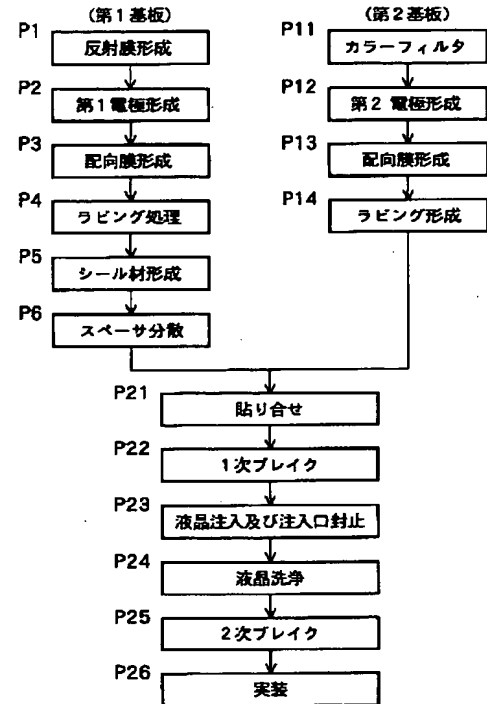 (第1基板)
P1
反射膜形成
P2
第1電極形成
P3
配向膜形成
P4
ラビング処理
P5
シール材形成
P6
スペーサ分散
(第2基板)
P11
カラーフィルタ
P12
第2 電極形成
P13
配向膜形成
P14
ラビング形成
P21
貼り合せ
P22
1次ブレイク
P23
液晶注入及び注入口封止
P24
液晶洗浄
P25
2次ブレイク
P26
実装